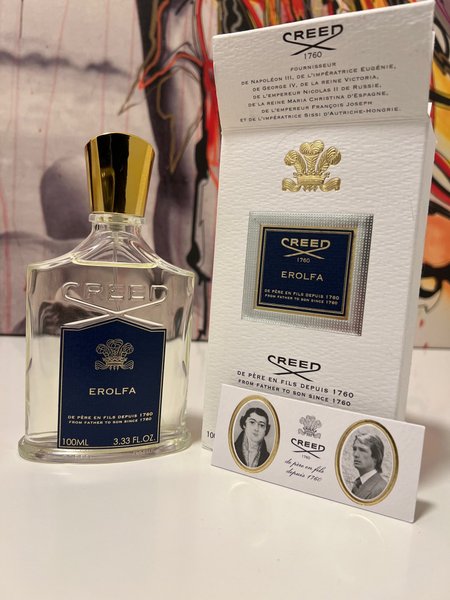 CREED
1760
FOURNISSEUR
DE NAPOLÉON III, DE L'IMPÉRATRICE EUGÉNIE,
DE GEORGE IV, DE LA REINE VICTORIA,
DE L'EMPEREUR NICOLAS II DE RUSSIE,
DE LA REINE MARIA CHRISTINA D'ESPAGNE,
DE L'EMPEREUR FRANÇOIS JOSEPH
ET DE L'IMPÉRATRICE SISSI D'AUTRICHE-HONGRIE.
CREED
1760
EROLFA
DE PÈRE EN FILS DEPUIS 1760
FROM FATHER TO SON SINCE 1760
CREED
DE PÈRE EN FILS DEPUIS 1760
FROM FATHER TO SON SINCE 1760
CREED
EROLFA
DE PÈRE EN FILS DEPUIS 1760
FROM FATHER TO SON SINCE 1760
100ML 3.33 FL.OZ.
CREED
1760
de père en fils
depuis 1760